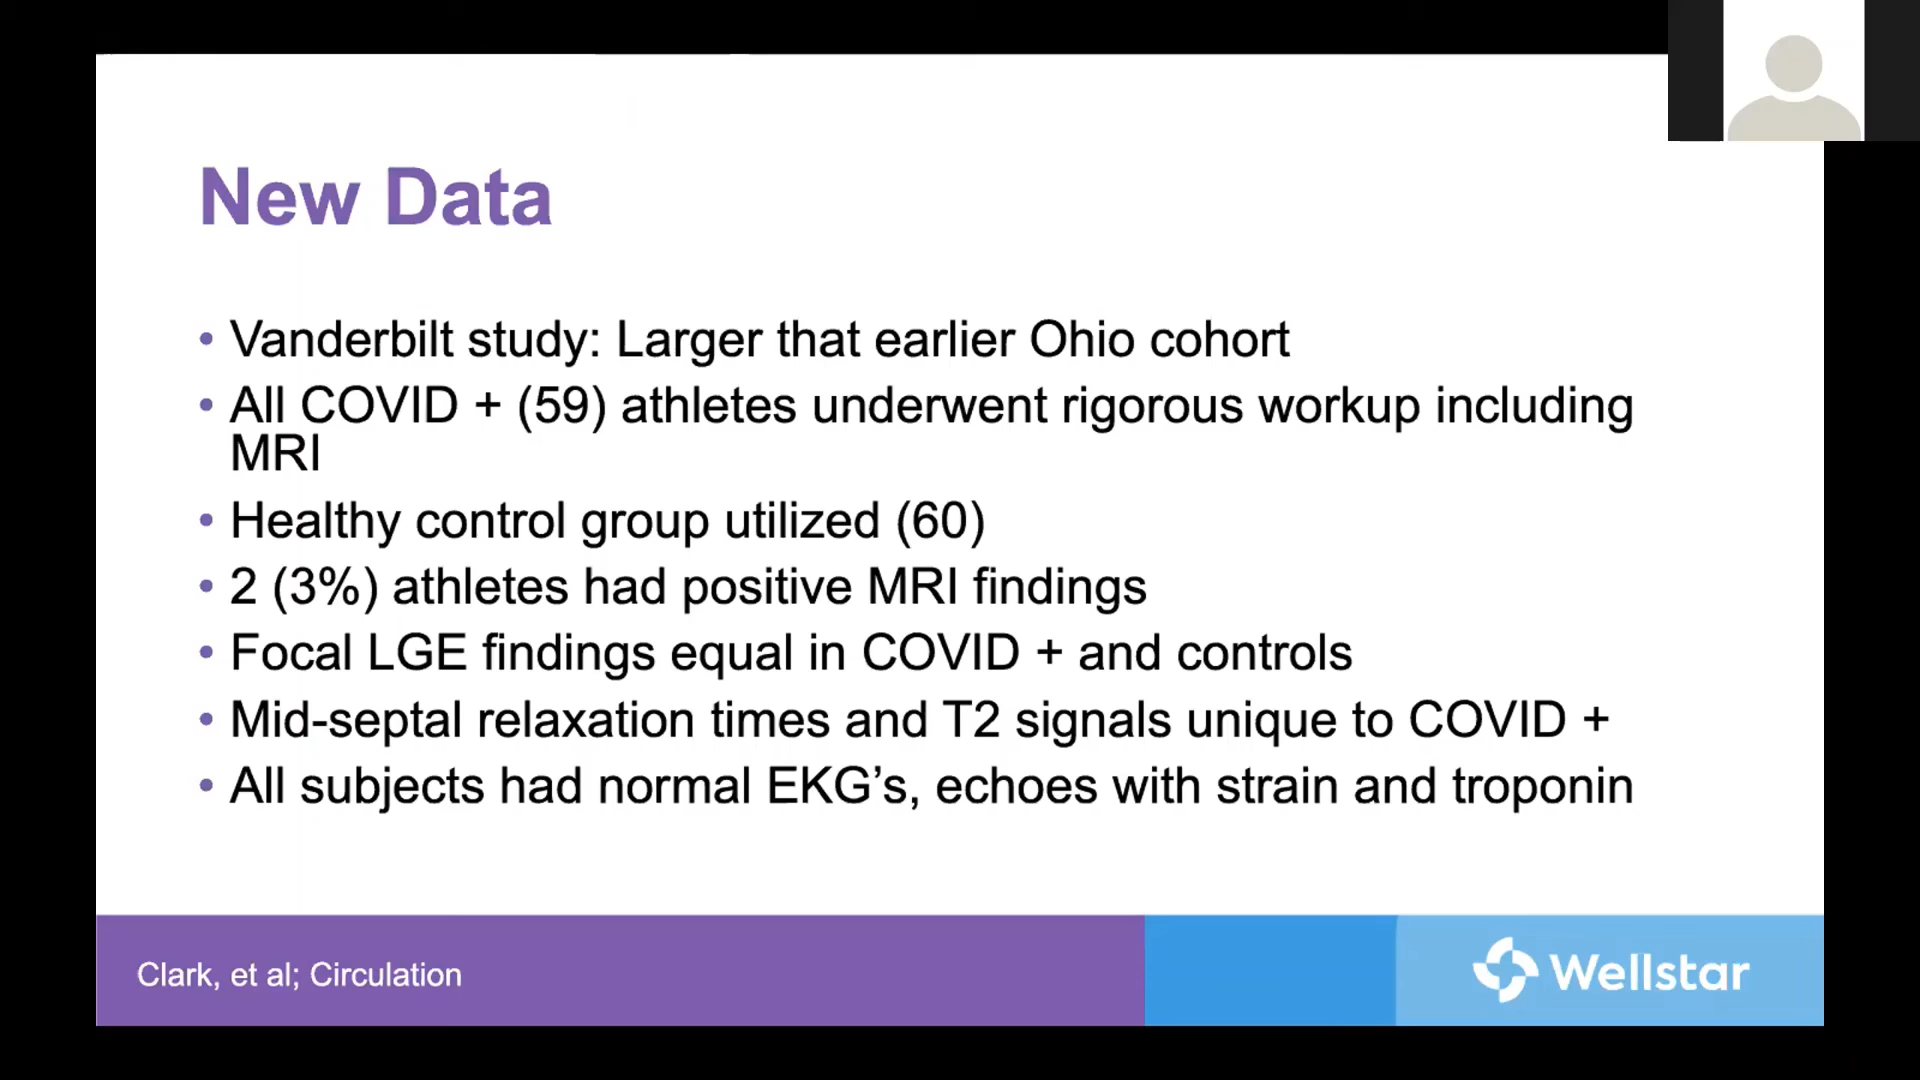 New Data
• Vanderbilt study: Larger that earlier Ohio cohort
• All COVID + (59) athletes underwent rigorous workup including
MRI
• Healthy control group utilized (60)
• 2 (3%) athletes had positive MRI findings
• Focal LGE findings equal in COVID + and controls
• Mid-septal relaxation times and T2 signals unique to COVID +
• All subjects had normal EKG’s, echoes with strain and troponin
Clark, et al; Circulation
Wellstar